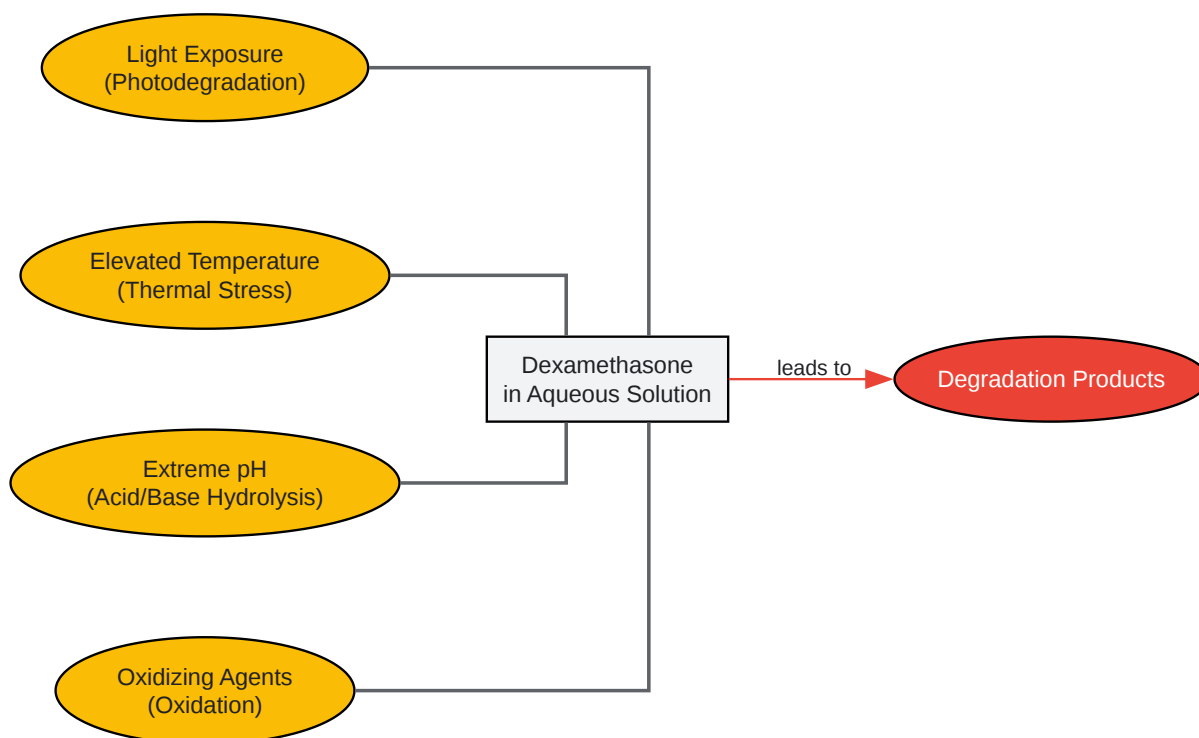 Light Exposure
(Photodegradation)
Elevated Temperature
(Thermal Stress)
Dexamethasone
in Aqueous Solution
leads to
Degradation Products
Extreme pH
(Acid/Base Hydrolysis)
Oxidizing Agents
(Oxidation)